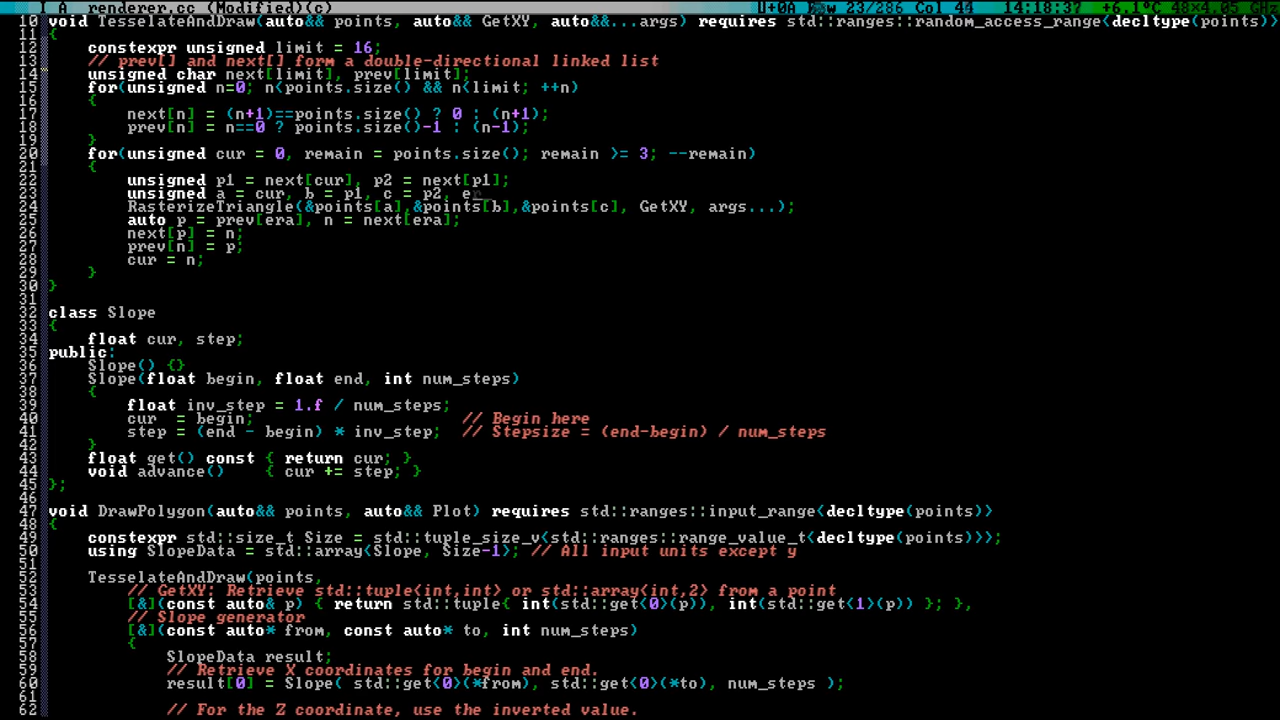 I A  renderer.cc (Modified)(c) U+0A Row 23/286 Col 44 14:18:37 +6.1°C 48x4.05 GHz
10 void TesselateAndDraw(auto&& points, auto&& GetXY, auto&&...args) requires std::ranges::random_access_range<decltype(points)>
11 {
12     constexpr unsigned limit = 16;
13     // prev[] and next[] form a double-directional linked list
14     unsigned char next[limit], prev[limit];
15     for(unsigned n=0; n<points.size() && n<limit; ++n)
16     {
17         next[n] = (n+1)==points.size() ? 0 : (n+1);
18         prev[n] = n==0 ? points.size()-1 : (n-1);
19     }
20     for(unsigned cur = 0, remain = points.size(); remain >= 3; --remain)
21     {
22         unsigned p1 = next[cur], p2 = next[p1];
23         unsigned a = cur, b = p1, c = p2, er_
24         RasterizeTriangle(&points[a],&points[b],&points[c], GetXY, args...);
25         auto p = prev[era], n = next[era];
26         next[p] = n;
27         prev[n] = p;
28         cur = n;
29     }
30 }
31
32 class Slope
33 {
34     float cur, step;
35 public:
36     Slope() {}
37     Slope(float begin, float end, int num_steps)
38     {
39         float inv_step = 1.f / num_steps;
40         cur  = begin;                     // Begin here
41         step = (end - begin) * inv_step;  // Stepsize = (end-begin) / num_steps
42     }
43     float get() const { return cur; }
44     void advance()    { cur += step; }
45 };
46
47 void DrawPolygon(auto&& points, auto&& Plot) requires std::ranges::input_range<decltype(points)>
48 {
49     constexpr std::size_t Size = std::tuple_size_v<std::ranges::range_value_t<decltype(points)>>;
50     using SlopeData = std::array<Slope, Size-1>; // All input units except y
51
52     TesselateAndDraw(points,
53         // GetXY: Retrieve std::tuple<int,int> or std::array<int,2> from a point
54         [&](const auto& p) { return std::tuple{ int(std::get<0>(p)), int(std::get<1>(p)) }; },
55         // Slope generator
56         [&](const auto* from, const auto* to, int num_steps)
57         {
58             SlopeData result;
59             // Retrieve X coordinates for begin and end.
60             result[0] = Slope( std::get<0>(*from), std::get<0>(*to), num_steps );
61
62             // For the Z coordinate, use the inverted value.